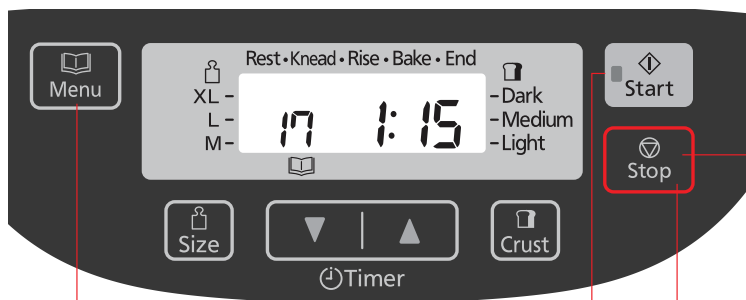 Menu
Rest • Knead • Rise • Bake • End
XL -
L -
M -
17 1:15
- Dark
- Medium
- Light
Start
Stop
Size
Timer
Crust